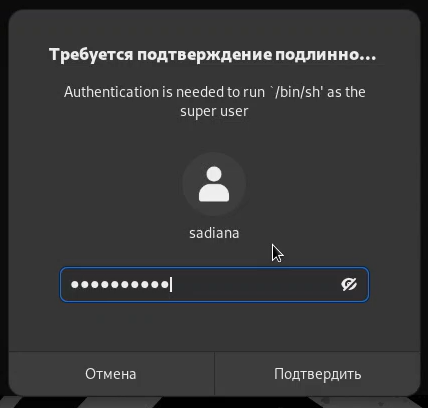 Требуется подтверждение подлинно...
Authentication is needed to run `/bin/sh' as the
super user
sadiana
●●●●●●●●●●
Отмена
Подтвердить